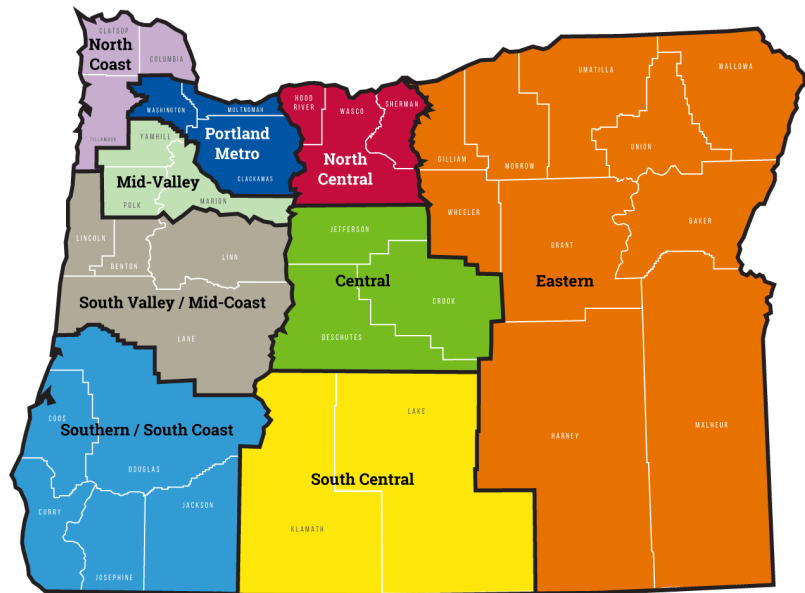 CLATSOP
North
Coast
COLUMBIA
TILLAMOOK
WASHINGTON
MULTNOMAH
Portland
Metro
CLACKAMAS
YAMHILL
Mid-Valley
POLK
MARION
HOOD
RIVER
WASCO
SHERMAN
North
Central
GILLIAM
MORROW
UMATILLA
UNION
WALLOWA
WHEELER
GRANT
BAKER
Eastern
HARNEY
MALHEUR
LINCOLN
BENTON
LINN
South Valley / Mid-Coast
LANE
JEFFERSON
Central
CROOK
DESCHUTES
COOS
Southern / South Coast
DOUGLAS
CURRY
JACKSON
JOSEPHINE
LAKE
South Central
KLAMATH